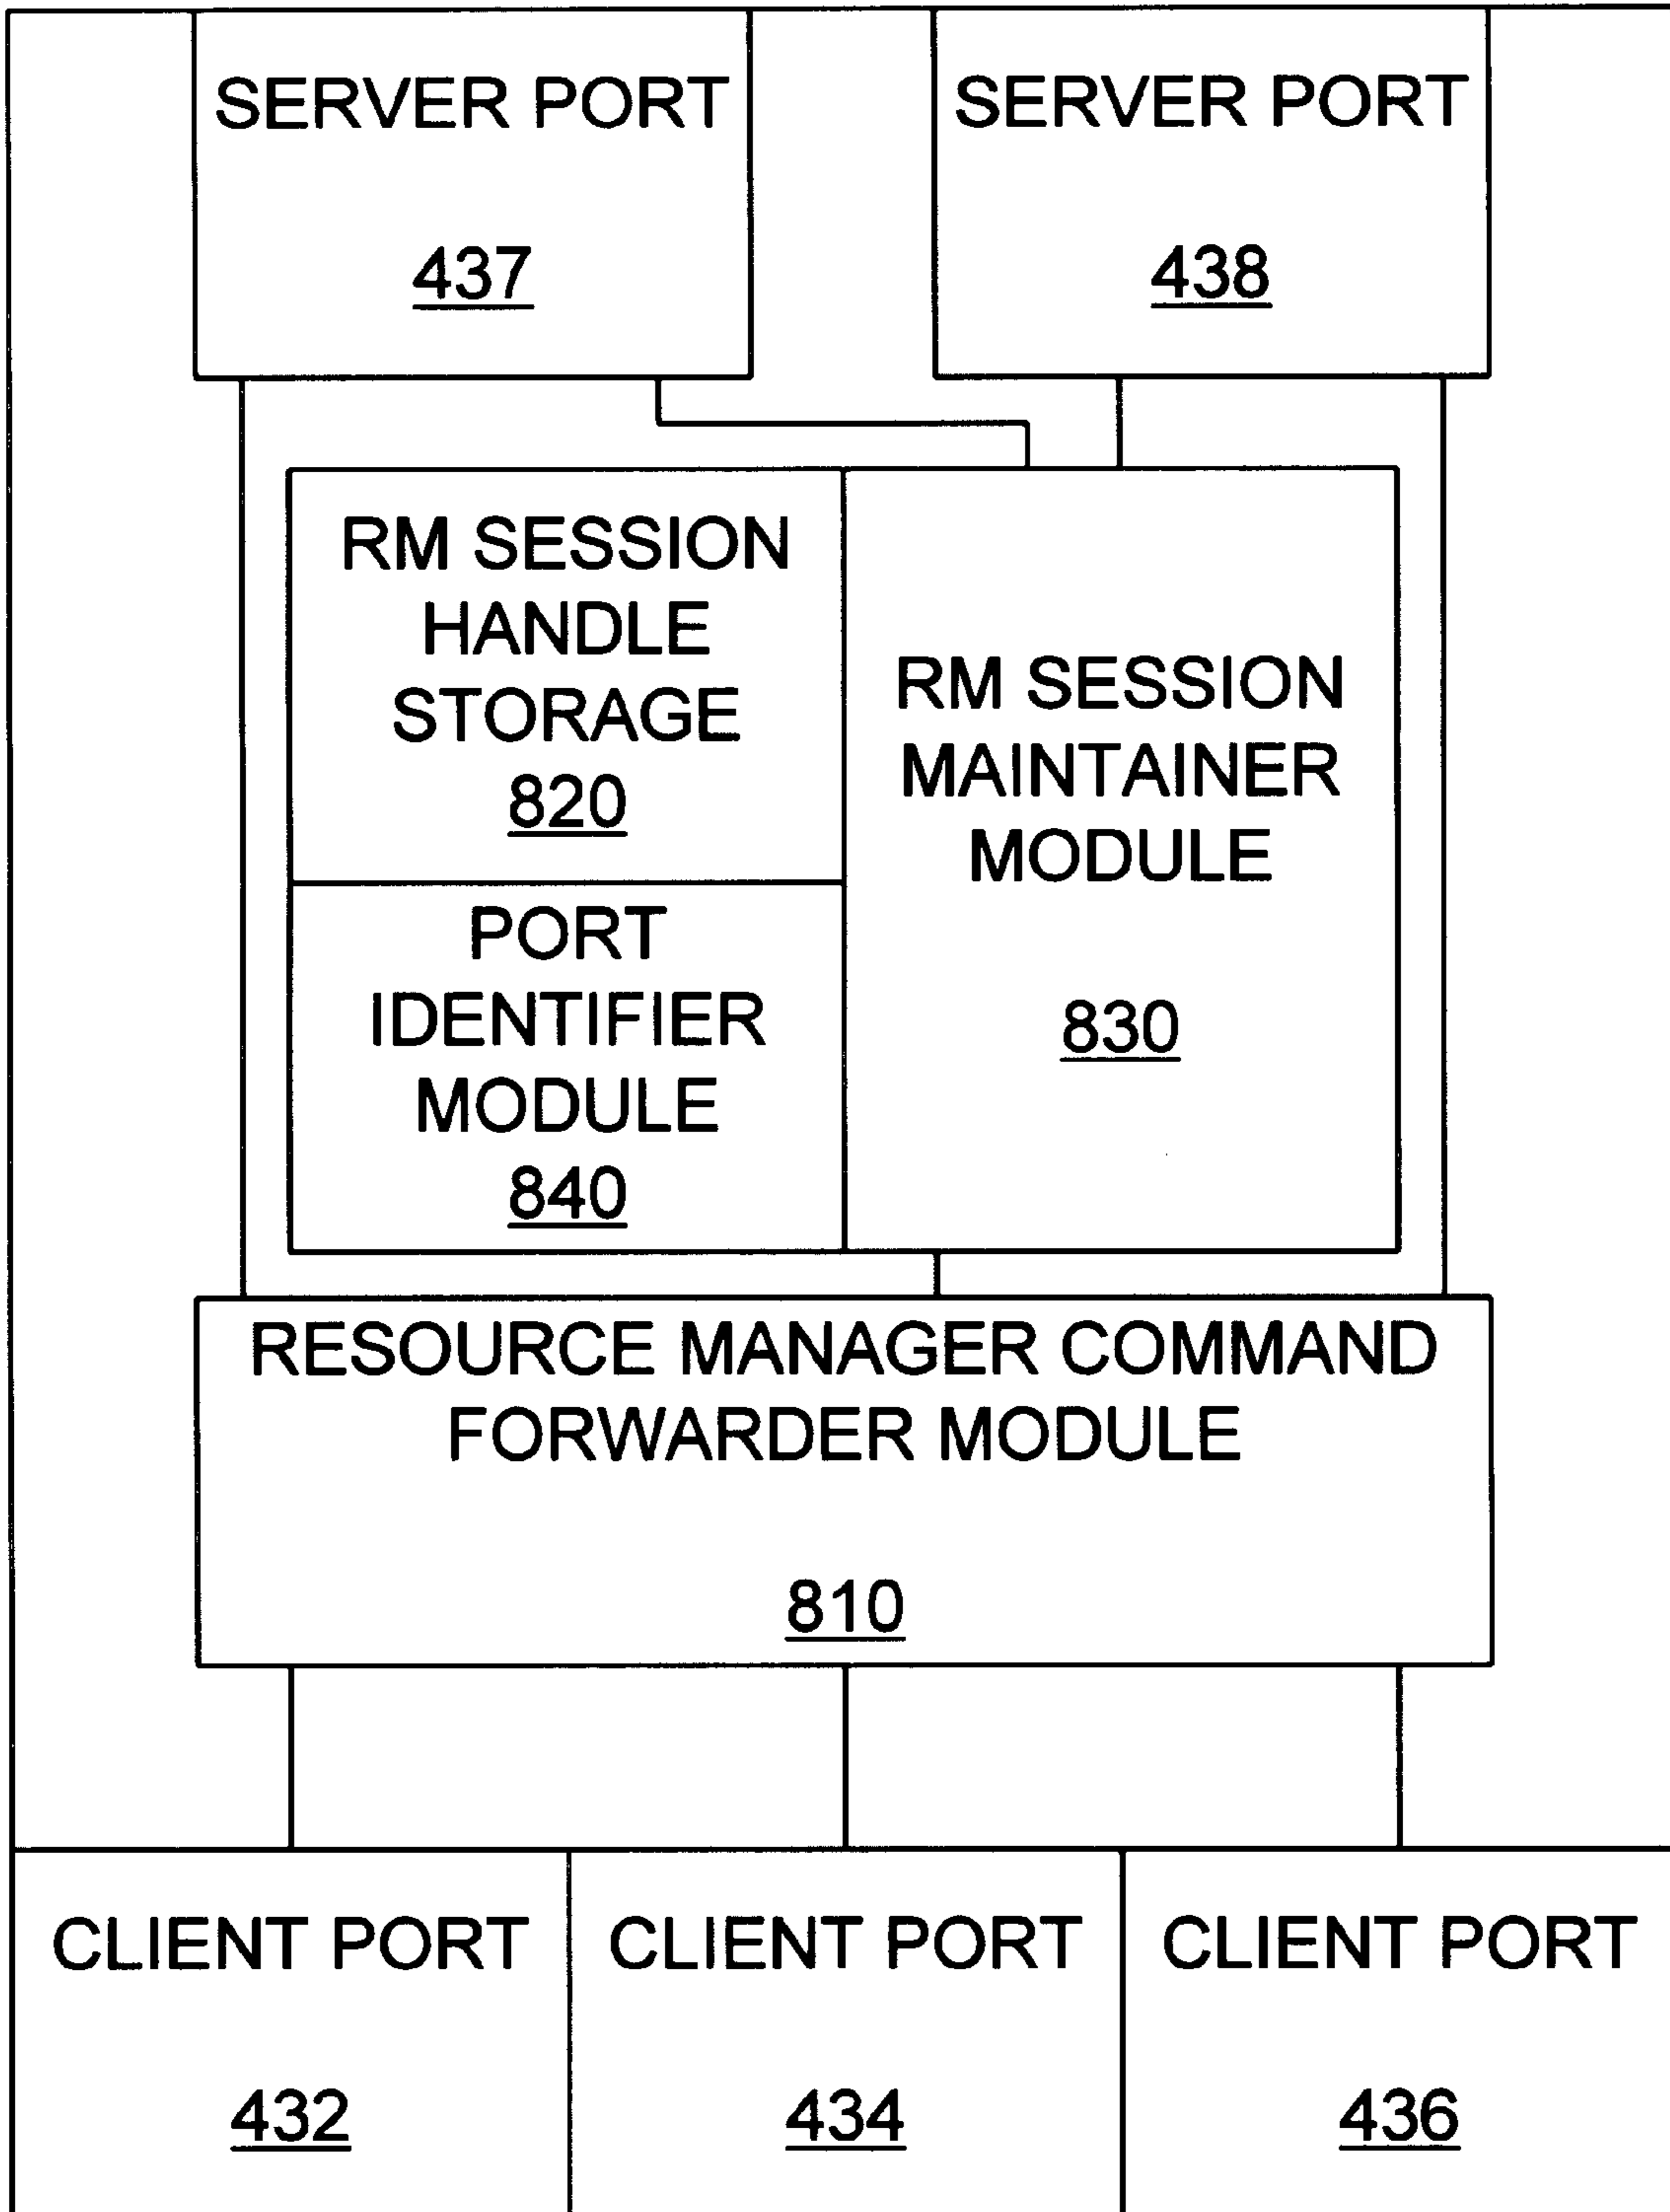 SERVER PORT
437
SERVER PORT
438
RM SESSION
HANDLE
STORAGE
820
RM SESSION
MAINTAINER
MODULE
830
PORT
IDENTIFIER
MODULE
840
RESOURCE MANAGER COMMAND
FORWARDER MODULE
810
CLIENT PORT
432
CLIENT PORT
434
CLIENT PORT
436